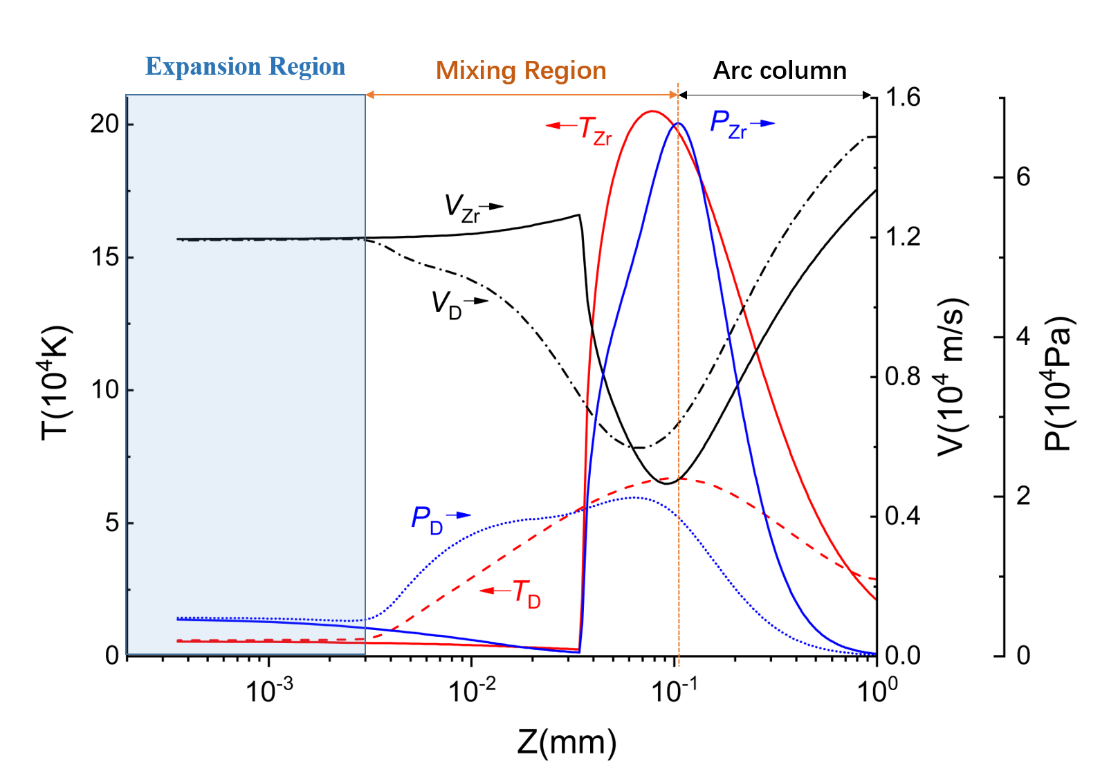 Expansion Region
Mixing Region
Arc column
20
15
10
5
0
T(10⁴K)
T_Zr
P_Zr
V_Zr
V_D
P_D
T_D
1.6
1.2
0.8
0.4
0.0
V(10⁴ m/s)
6
4
2
0
P(10⁴Pa)
10⁻³
10⁻²
10⁻¹
10⁰
Z(mm)